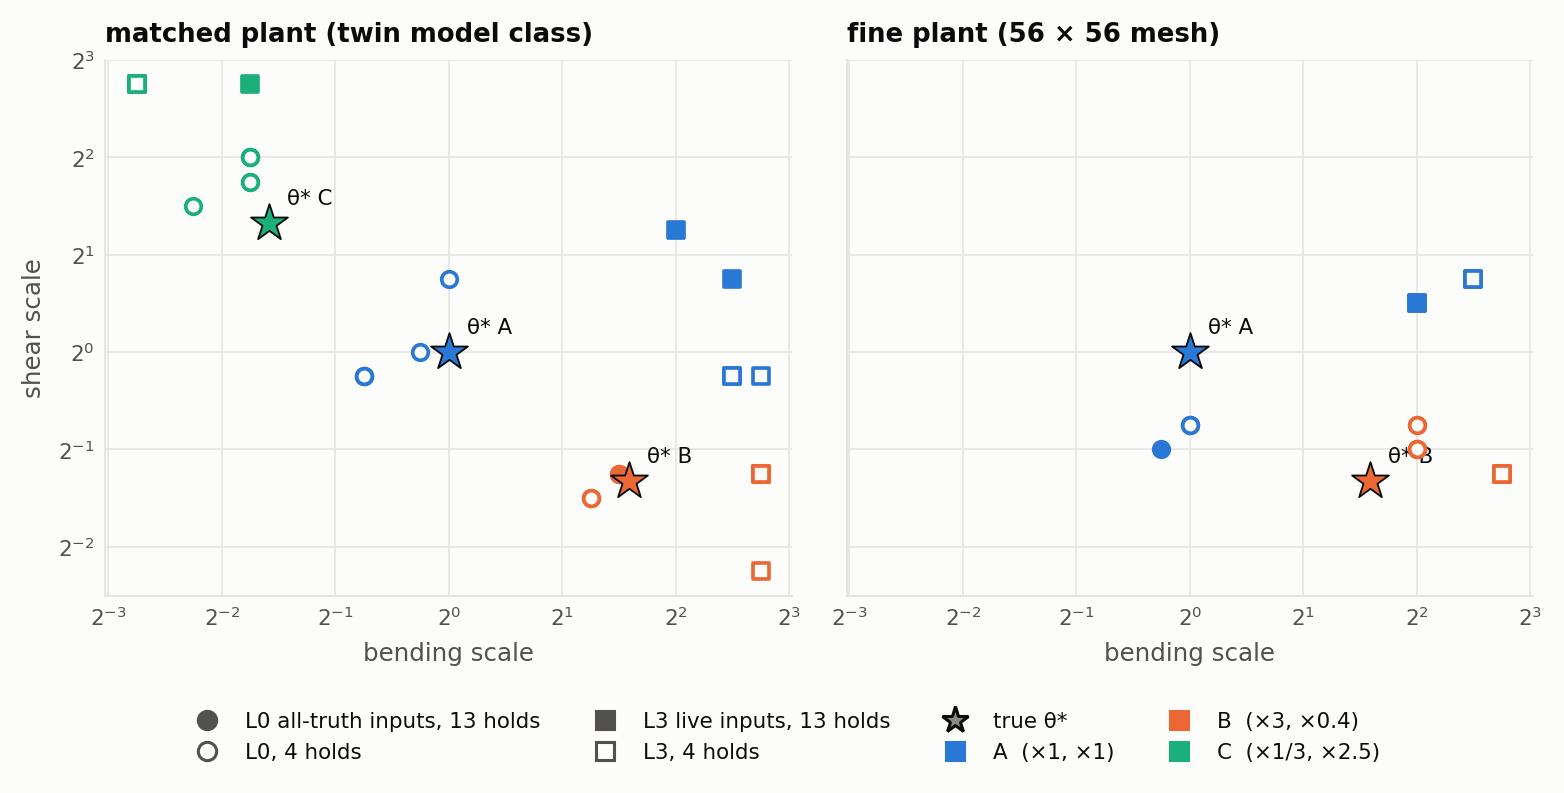 matched plant (twin model class)
fine plant (56 × 56 mesh)
2³
2²
2¹
2⁰
2⁻¹
2⁻²
shear scale
θ* C
θ* A
θ* B
θ* A
θ* B
2⁻³ 2⁻² 2⁻¹ 2⁰ 2¹ 2² 2³
2⁻³ 2⁻² 2⁻¹ 2⁰ 2¹ 2² 2³
bending scale
bending scale
L0 all-truth inputs, 13 holds
L0, 4 holds
L3 live inputs, 13 holds
L3, 4 holds
true θ*
A (×1, ×1)
B (×3, ×0.4)
C (×1/3, ×2.5)